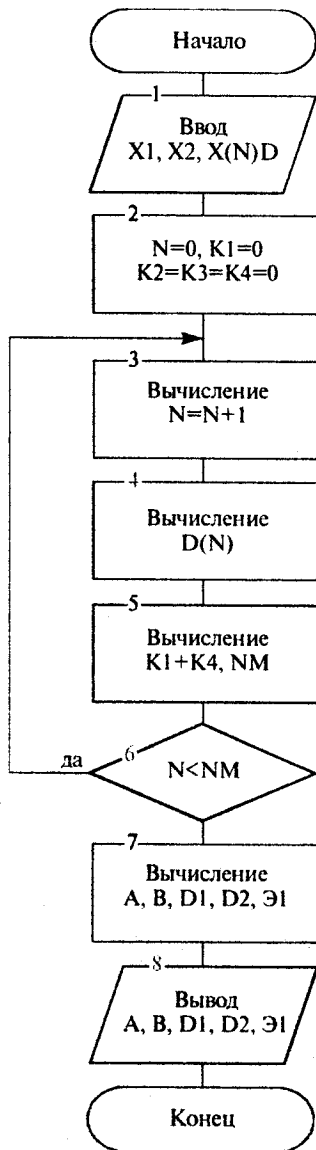 Начало
1
Ввод
X1, X2, X(N)D
2
N=0, K1=0
K2=K3=K4=0
3
Вычисление
N=N+1
4
Вычисление
D(N)
5
Вычисление
K1+K4, NM
да
6
N<NM
7
Вычисление
A, B, D1, D2, Э1
8
Вывод
A, B, D1, D2, Э1
Конец